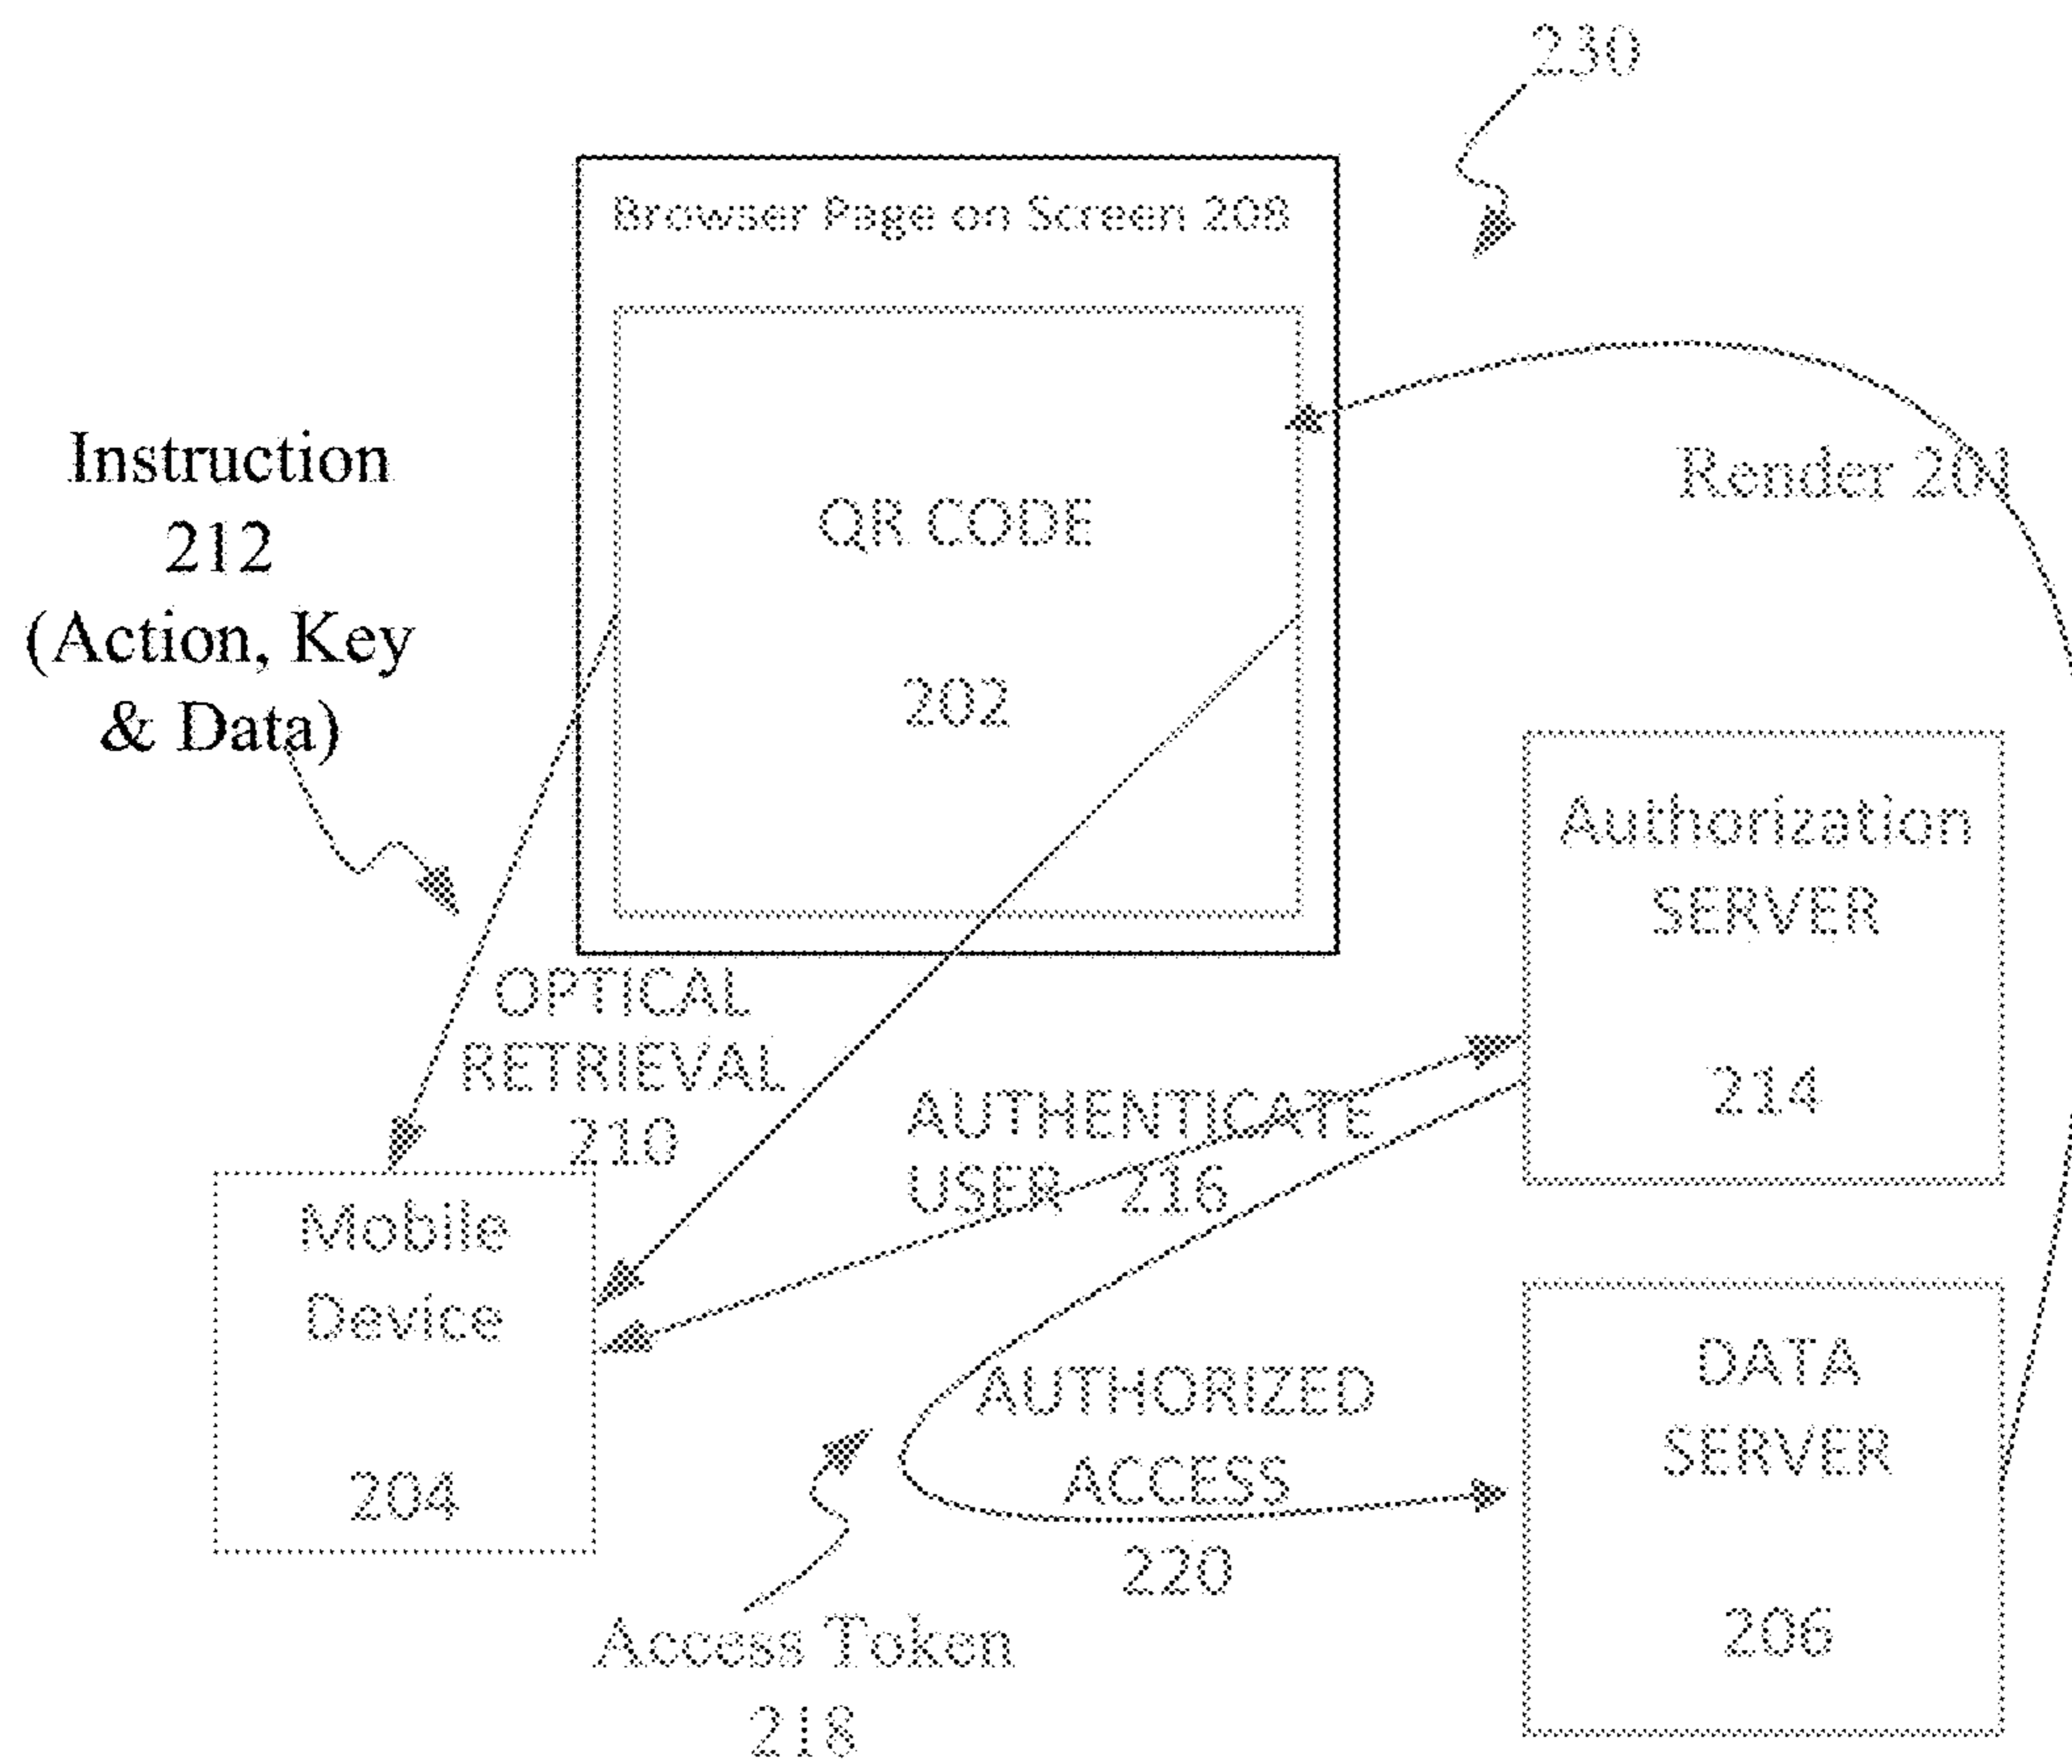 230
Browser Page on Screen 208
Instruction
212
(Action, Key
& Data)
QR CODE
202
Render 201
Authorization
SERVER
214
OPTICAL
RETRIEVAL
210
AUTHENTICATE
USER 216
Mobile
Device
204
AUTHORIZED
ACCESS
220
DATA
SERVER
206
Access Token
218